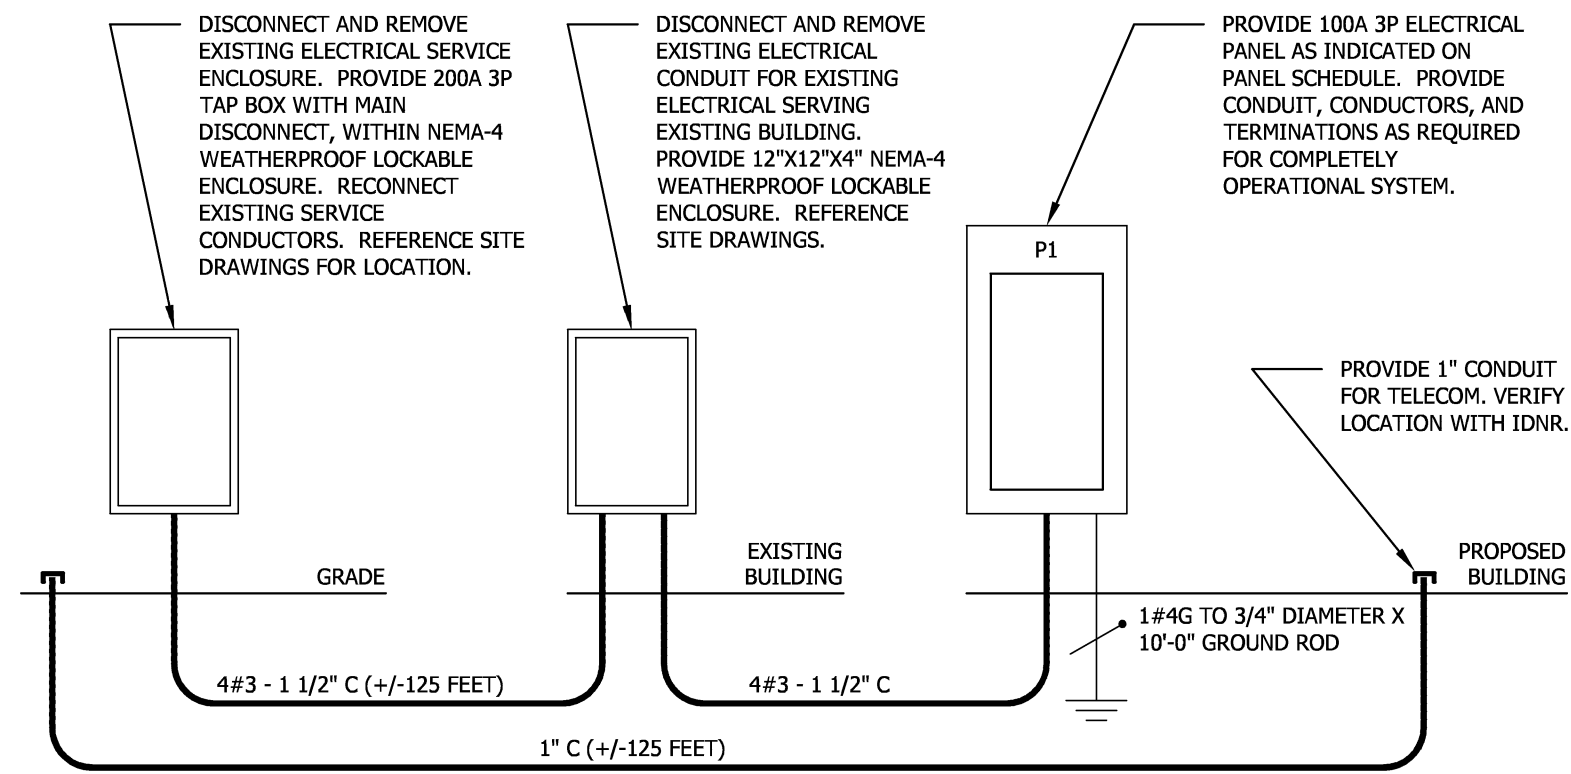 DISCONNECT AND REMOVE
EXISTING ELECTRICAL SERVICE
ENCLOSURE. PROVIDE 200A 3P
TAP BOX WITH MAIN
DISCONNECT, WITHIN NEMA-4
WEATHERPROOF LOCKABLE
ENCLOSURE. RECONNECT
EXISTING SERVICE
CONDUCTORS. REFERENCE SITE
DRAWINGS FOR LOCATION.
DISCONNECT AND REMOVE
EXISTING ELECTRICAL
CONDUIT FOR EXISTING
ELECTRICAL SERVING
EXISTING BUILDING.
PROVIDE 12"X12"X4" NEMA-4
WEATHERPROOF LOCKABLE
ENCLOSURE. REFERENCE
SITE DRAWINGS.
PROVIDE 100A 3P ELECTRICAL
PANEL AS INDICATED ON
PANEL SCHEDULE. PROVIDE
CONDUIT, CONDUCTORS, AND
TERMINATIONS AS REQUIRED
FOR COMPLETELY
OPERATIONAL SYSTEM.
P1
PROVIDE 1" CONDUIT
FOR TELECOM. VERIFY
LOCATION WITH IDNR.
GRADE
EXISTING
BUILDING
PROPOSED
BUILDING
1#4G TO 3/4" DIAMETER X
10'-0" GROUND ROD
4#3 - 1 1/2" C (+/-125 FEET)
4#3 - 1 1/2" C
1" C (+/-125 FEET)